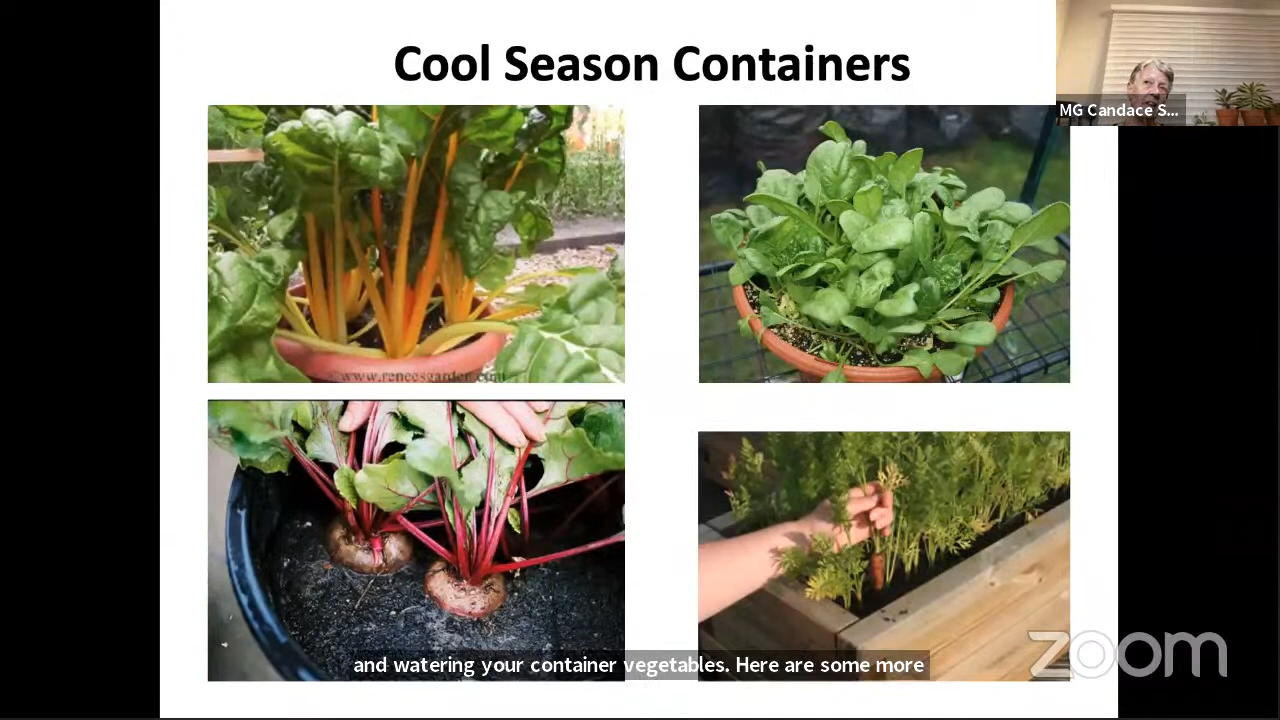 Cool Season Containers
MG Candace S...
www.reneesgarden.com
and watering your container vegetables. Here are some more
zoom